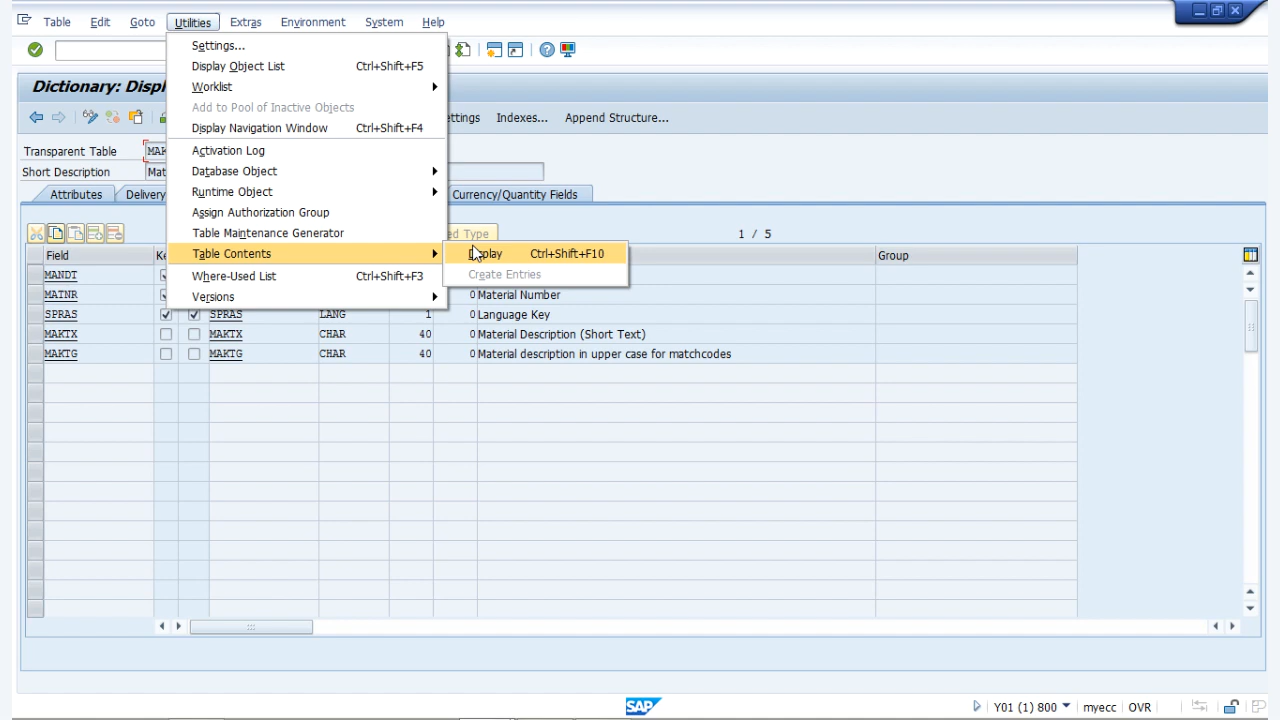 Table Edit Goto Utilities Extras Environment System Help
Settings...
Display Object List Ctrl+Shift+F5
Worklist
Add to Pool of Inactive Objects
Display Navigation Window Ctrl+Shift+F4
Activation Log
Database Object
Runtime Object
Assign Authorization Group
Table Maintenance Generator
Table Contents
Where-Used List Ctrl+Shift+F3
Versions
Ctrl+Shift+F10
Create Entries
Dictionary:
Indexes... Append Structure...
Transparent Table
Short Description
Attributes Delivery Currency/Quantity Fields
Type 1 / 5
Field Group
MANDT
MATNR 0 Material Number
SPRAS SPRAS LANG 1 0 Language Key
MAKTX MAKTX CHAR 40 0 Material Description (Short Text)
MAKTG MAKTG CHAR 40 0 Material description in upper case for matchcodes
SAP
Y01 (1) 800 myecc OVR